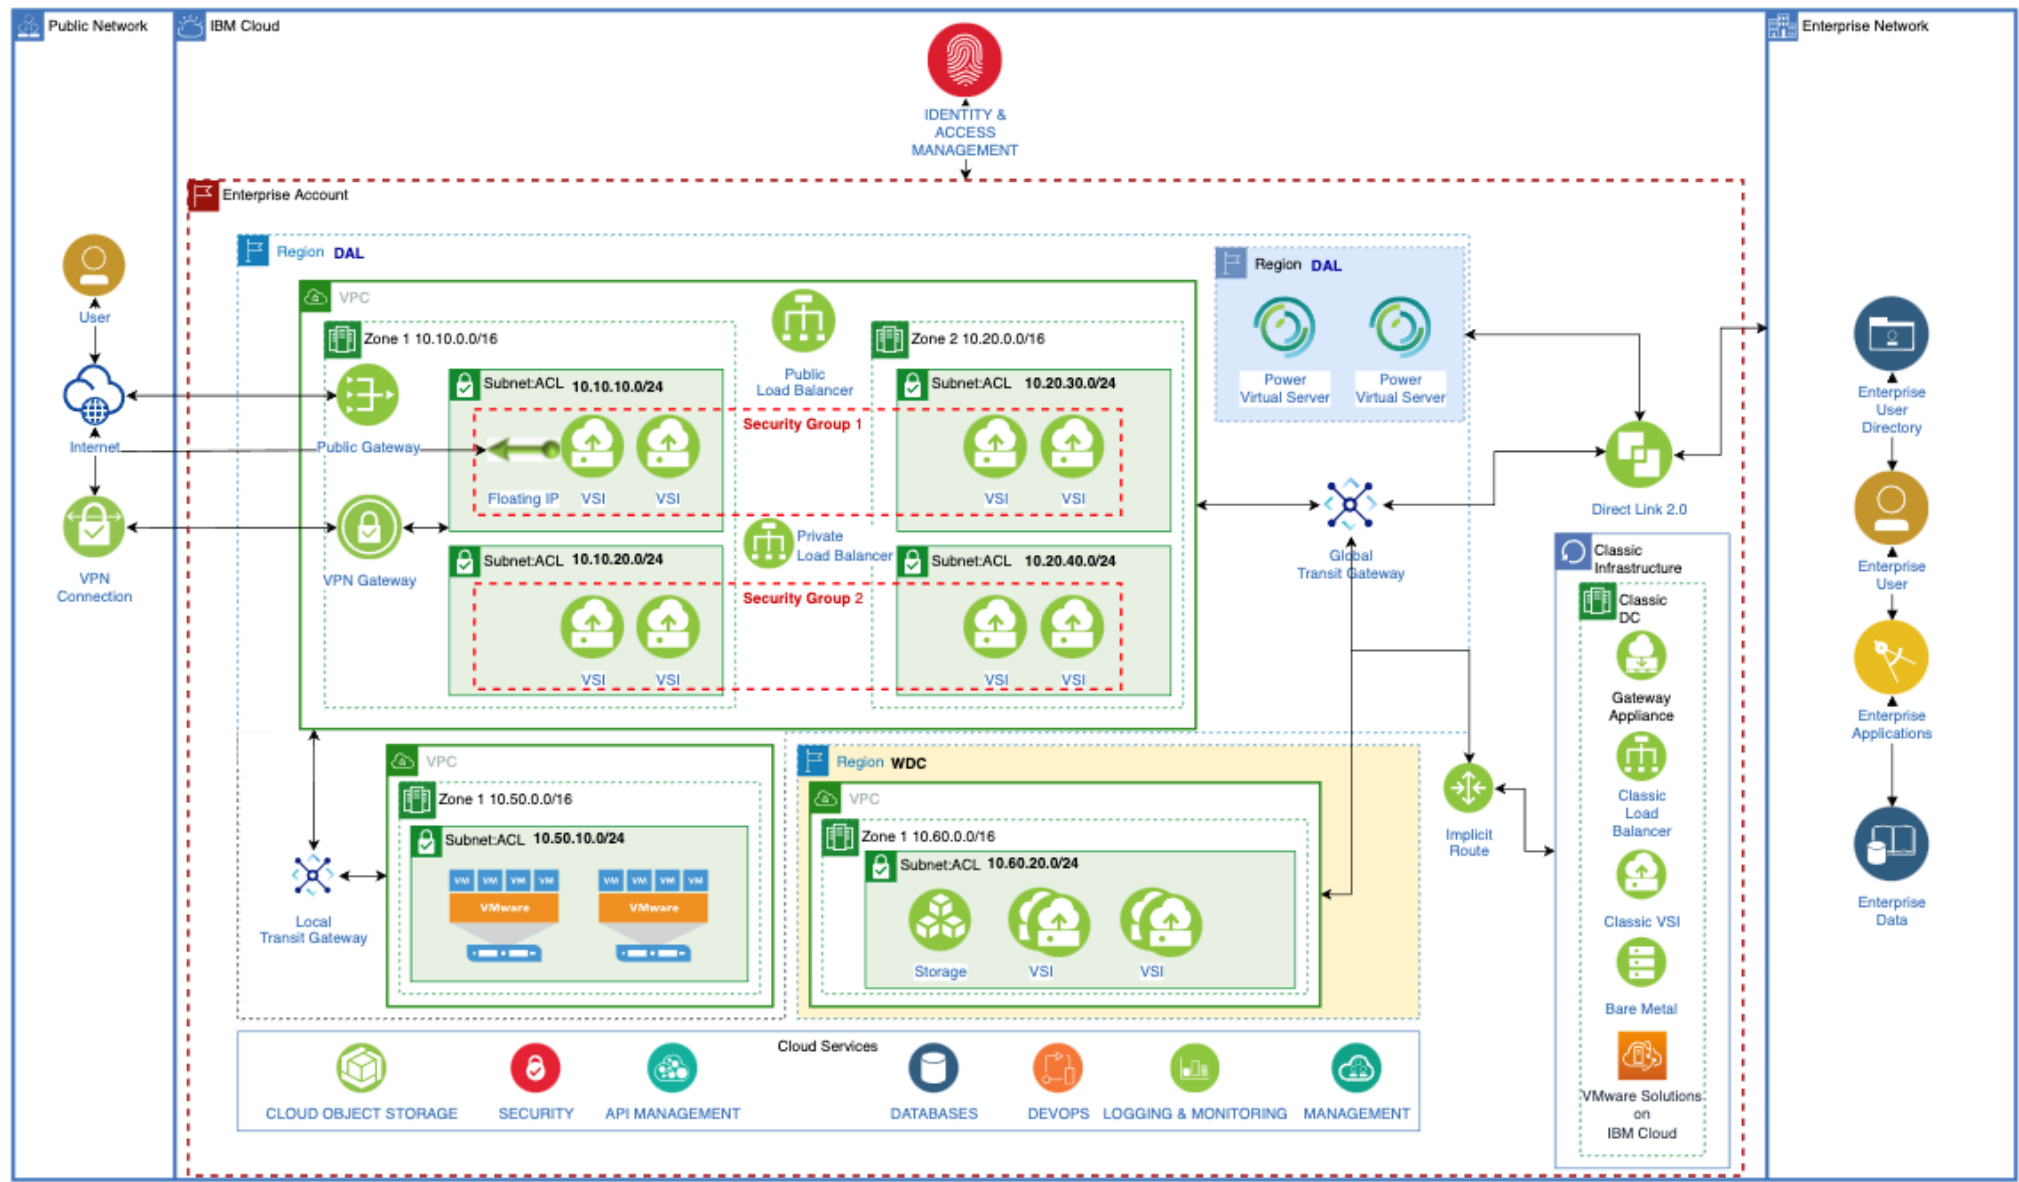 Public Network
IBM Cloud
Enterprise Network
IDENTITY &
ACCESS
MANAGEMENT
Enterprise Account
User
Internet
VPN
Connection
Region DAL
VPC
Zone 1 10.10.0.0/16
Public Gateway
VPN Gateway
Subnet:ACL 10.10.10.0/24
Floating IP
VSI
VSI
Subnet:ACL 10.10.20.0/24
VSI
VSI
Public
Load Balancer
Security Group 1
Private
Load Balancer
Security Group 2
Zone 2 10.20.0.0/16
Subnet:ACL 10.20.30.0/24
VSI
VSI
Subnet:ACL 10.20.40.0/24
VSI
VSI
Region DAL
Power
Virtual Server
Power
Virtual Server
Global
Transit Gateway
Direct Link 2.0
Local
Transit Gateway
VPC
Zone 1 10.50.0.0/16
Subnet:ACL 10.50.10.0/24
VM VM VM VM
VMware
VM VM VM VM
VMware
Region WDC
VPC
Zone 1 10.60.0.0/16
Subnet:ACL 10.60.20.0/24
Storage
VSI
VSI
Implicit
Route
Classic
Infrastructure
Classic
DC
Gateway
Appliance
Classic
Load
Balancer
Classic VSI
Bare Metal
VMware Solutions
on
IBM Cloud
Enterprise
User
Directory
Enterprise
User
Enterprise
Applications
Enterprise
Data
Cloud Services
CLOUD OBJECT STORAGE
SECURITY
API MANAGEMENT
DATABASES
DEVOPS
LOGGING & MONITORING
MANAGEMENT